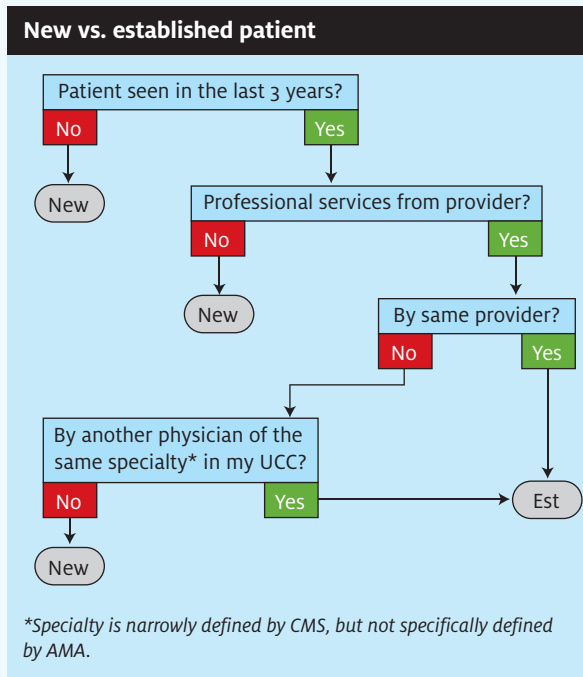 New vs. established patient
Patient seen in the last 3 years?
No
Yes
New
Professional services from provider?
No
Yes
New
By same provider?
No
Yes
By another physician of the
same specialty* in my UCC?
No
Yes
Est
New
*Specialty is narrowly defined by CMS, but not specifically defined
by AMA.